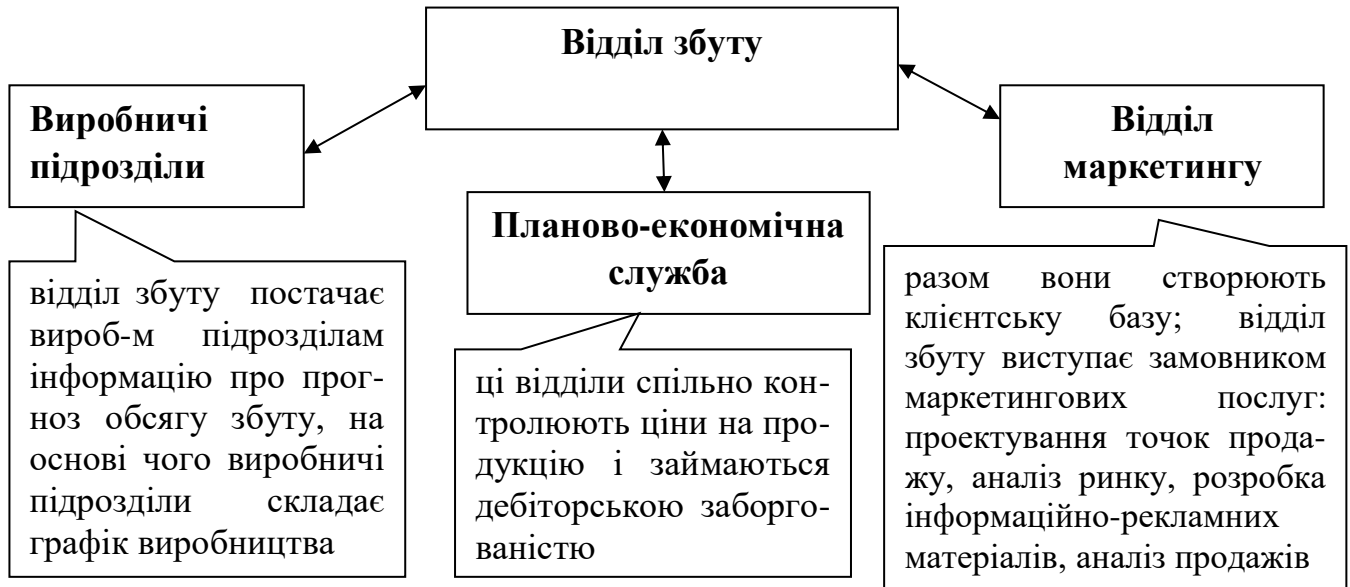 Відділ збуту
Виробничі
підрозділи
Відділ
маркетингу
Планово-економічна
служба
відділ збуту постачає
вироб-м підрозділам
інформацію про прог-
ноз обсягу збуту, на
основі чого виробничі
підрозділи складає
графік виробництва
ці відділи спільно кон-
тролюють ціни на про-
дукцію і займаються
дебіторською заборго-
ваністю
разом вони створюють
клієнтську базу; відділ
збуту виступає замовником
маркетингових послуг:
проектування точок прода-
жу, аналіз ринку, розробка
інформаційно-рекламних
матеріалів, аналіз продажів